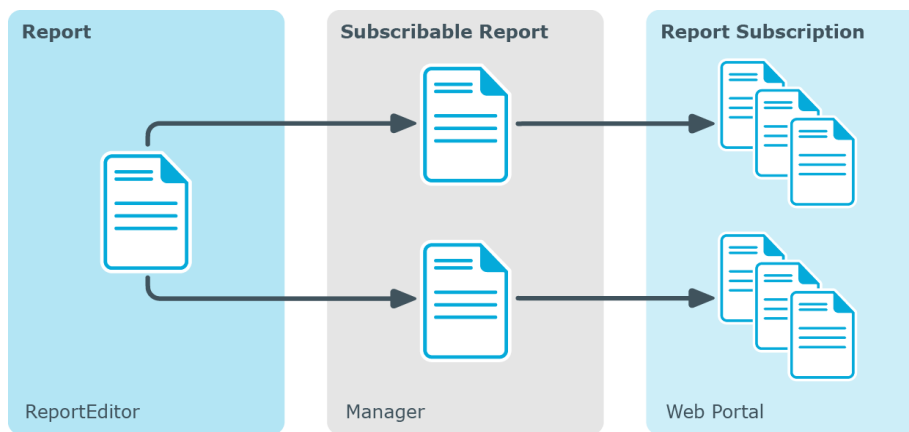 Report
Subscribable Report
Report Subscription
ReportEditor
Manager
Web Portal